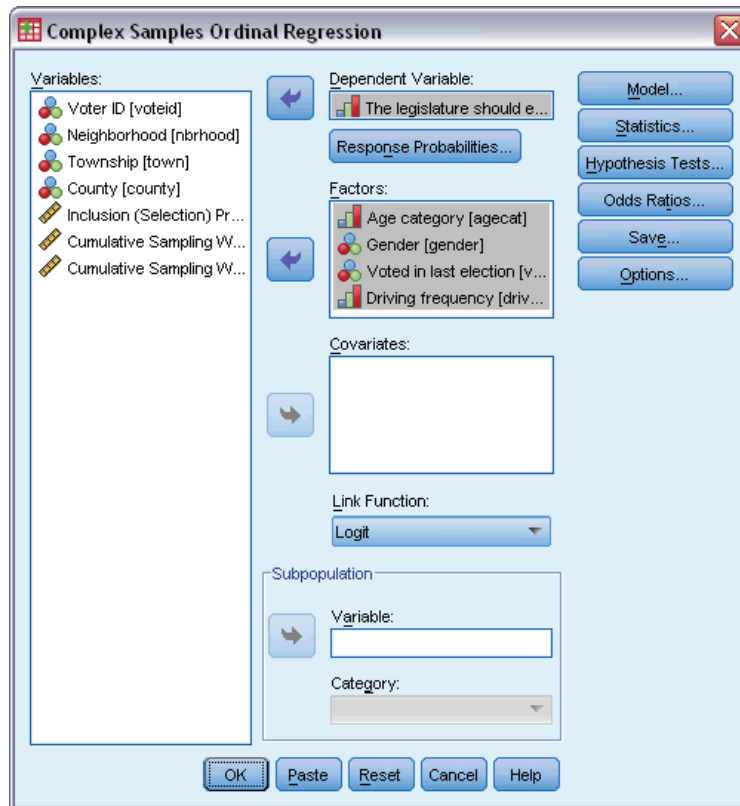 Complex Samples Ordinal Regression
Variables:
Voter ID [voteid]
Neighborhood [nbrhood]
Township [town]
County [county]
Inclusion (Selection) Pr...
Cumulative Sampling W...
Cumulative Sampling W...
Dependent Variable:
The legislature should e...
Response Probabilities...
Factors:
Age category [agecat]
Gender [gender]
Voted in last election [v...
Driving frequency [driv...
Covariates:
Link Function:
Logit
Subpopulation
Variable:
Category:
Model...
Statistics...
Hypothesis Tests...
Odds Ratios...
Save...
Options...
OK
Paste
Reset
Cancel
Help